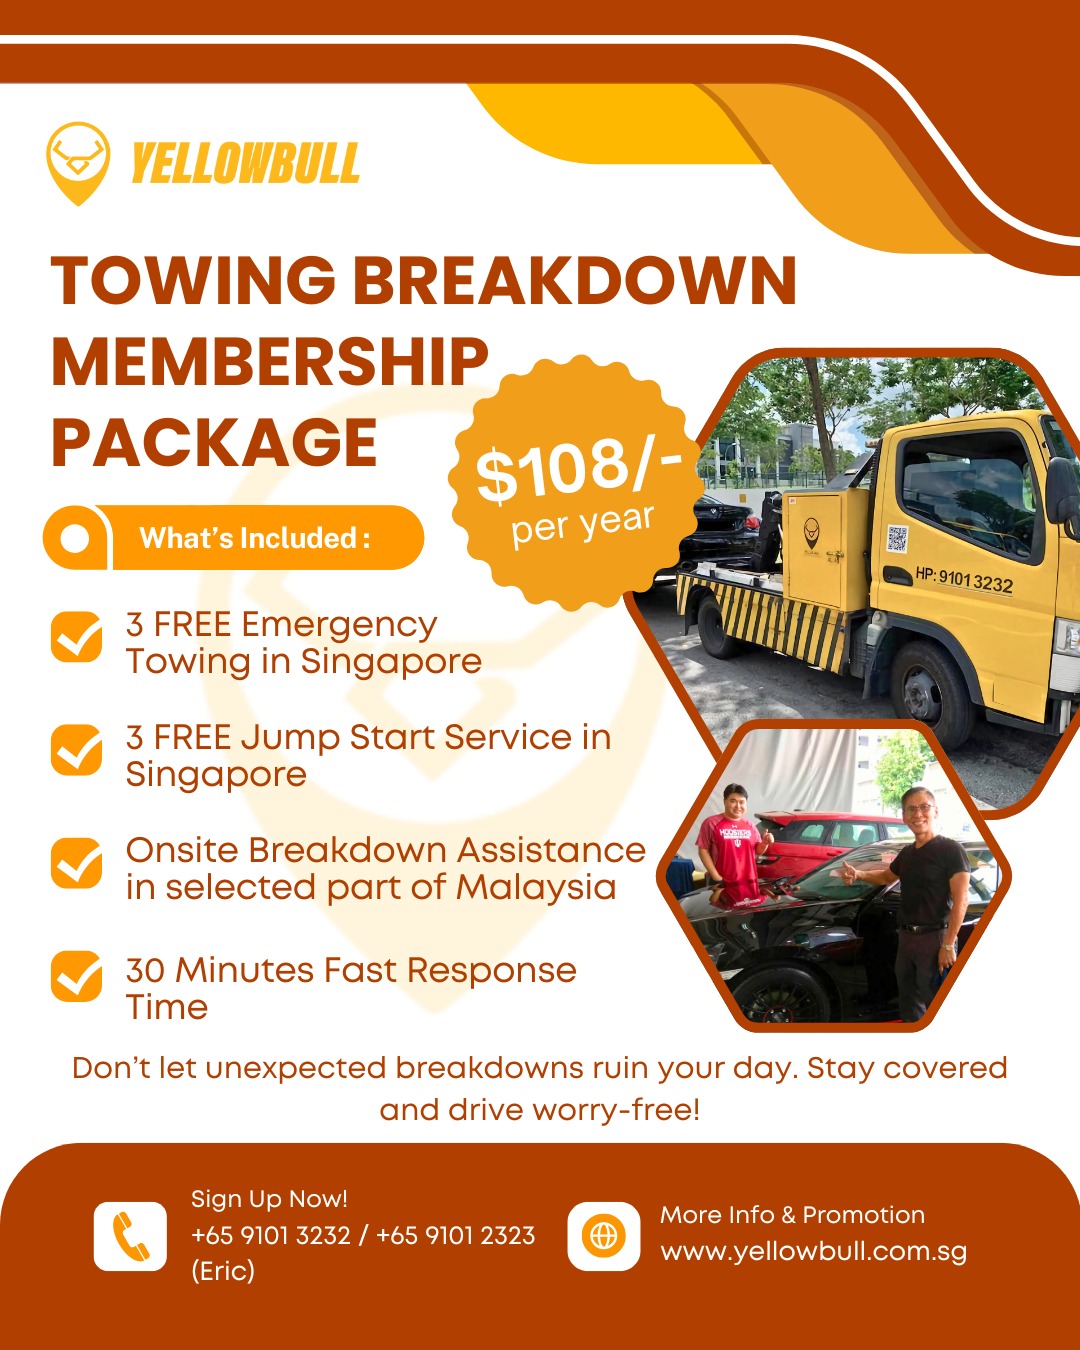 YELLOWBULL
TOWING BREAKDOWN
MEMBERSHIP
PACKAGE
$108/-
per year
What's Included :
3 FREE Emergency
Towing in Singapore
3 FREE Jump Start Service in
Singapore
Onsite Breakdown Assistance
in selected part of Malaysia
30 Minutes Fast Response
Time
HP: 9101 3232
HOOSIERS
Don't let unexpected breakdowns ruin your day. Stay covered
and drive worry-free!
Sign Up Now!
+65 9101 3232 / +65 9101 2323
(Eric)
More Info & Promotion
www.yellowbull.com.sg